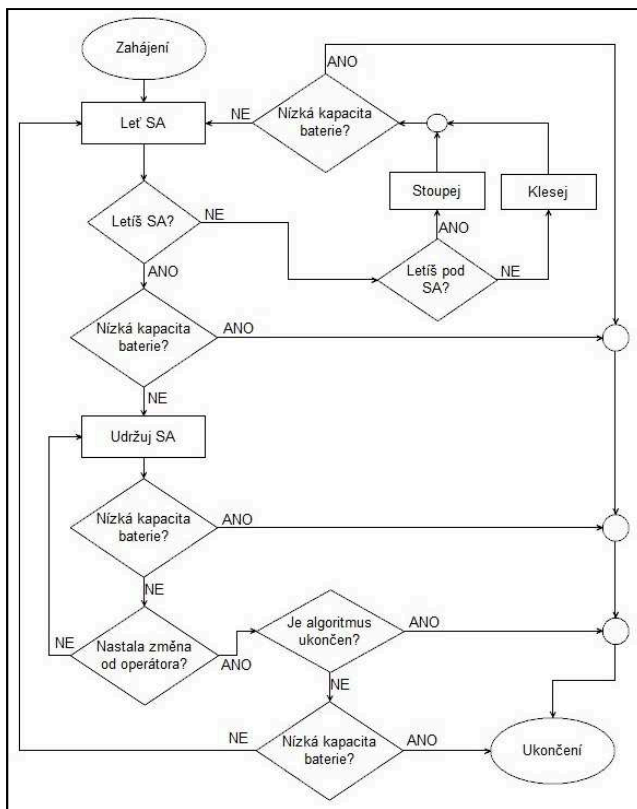 Zahájení
ANO
Nízká kapacita
baterie?
NE
Leť SA
Stoupej
Klesej
Letíš SA?
NE
ANO
Letíš pod
SA?
NE
ANO
Nízká kapacita
baterie?
ANO
NE
Udržuj SA
Nízká kapacita
baterie?
ANO
NE
Je algoritmus
ukončen?
ANO
NE
Nastala změna
od operátora?
ANO
NE
NE
Nízká kapacita
baterie?
ANO
Ukončení